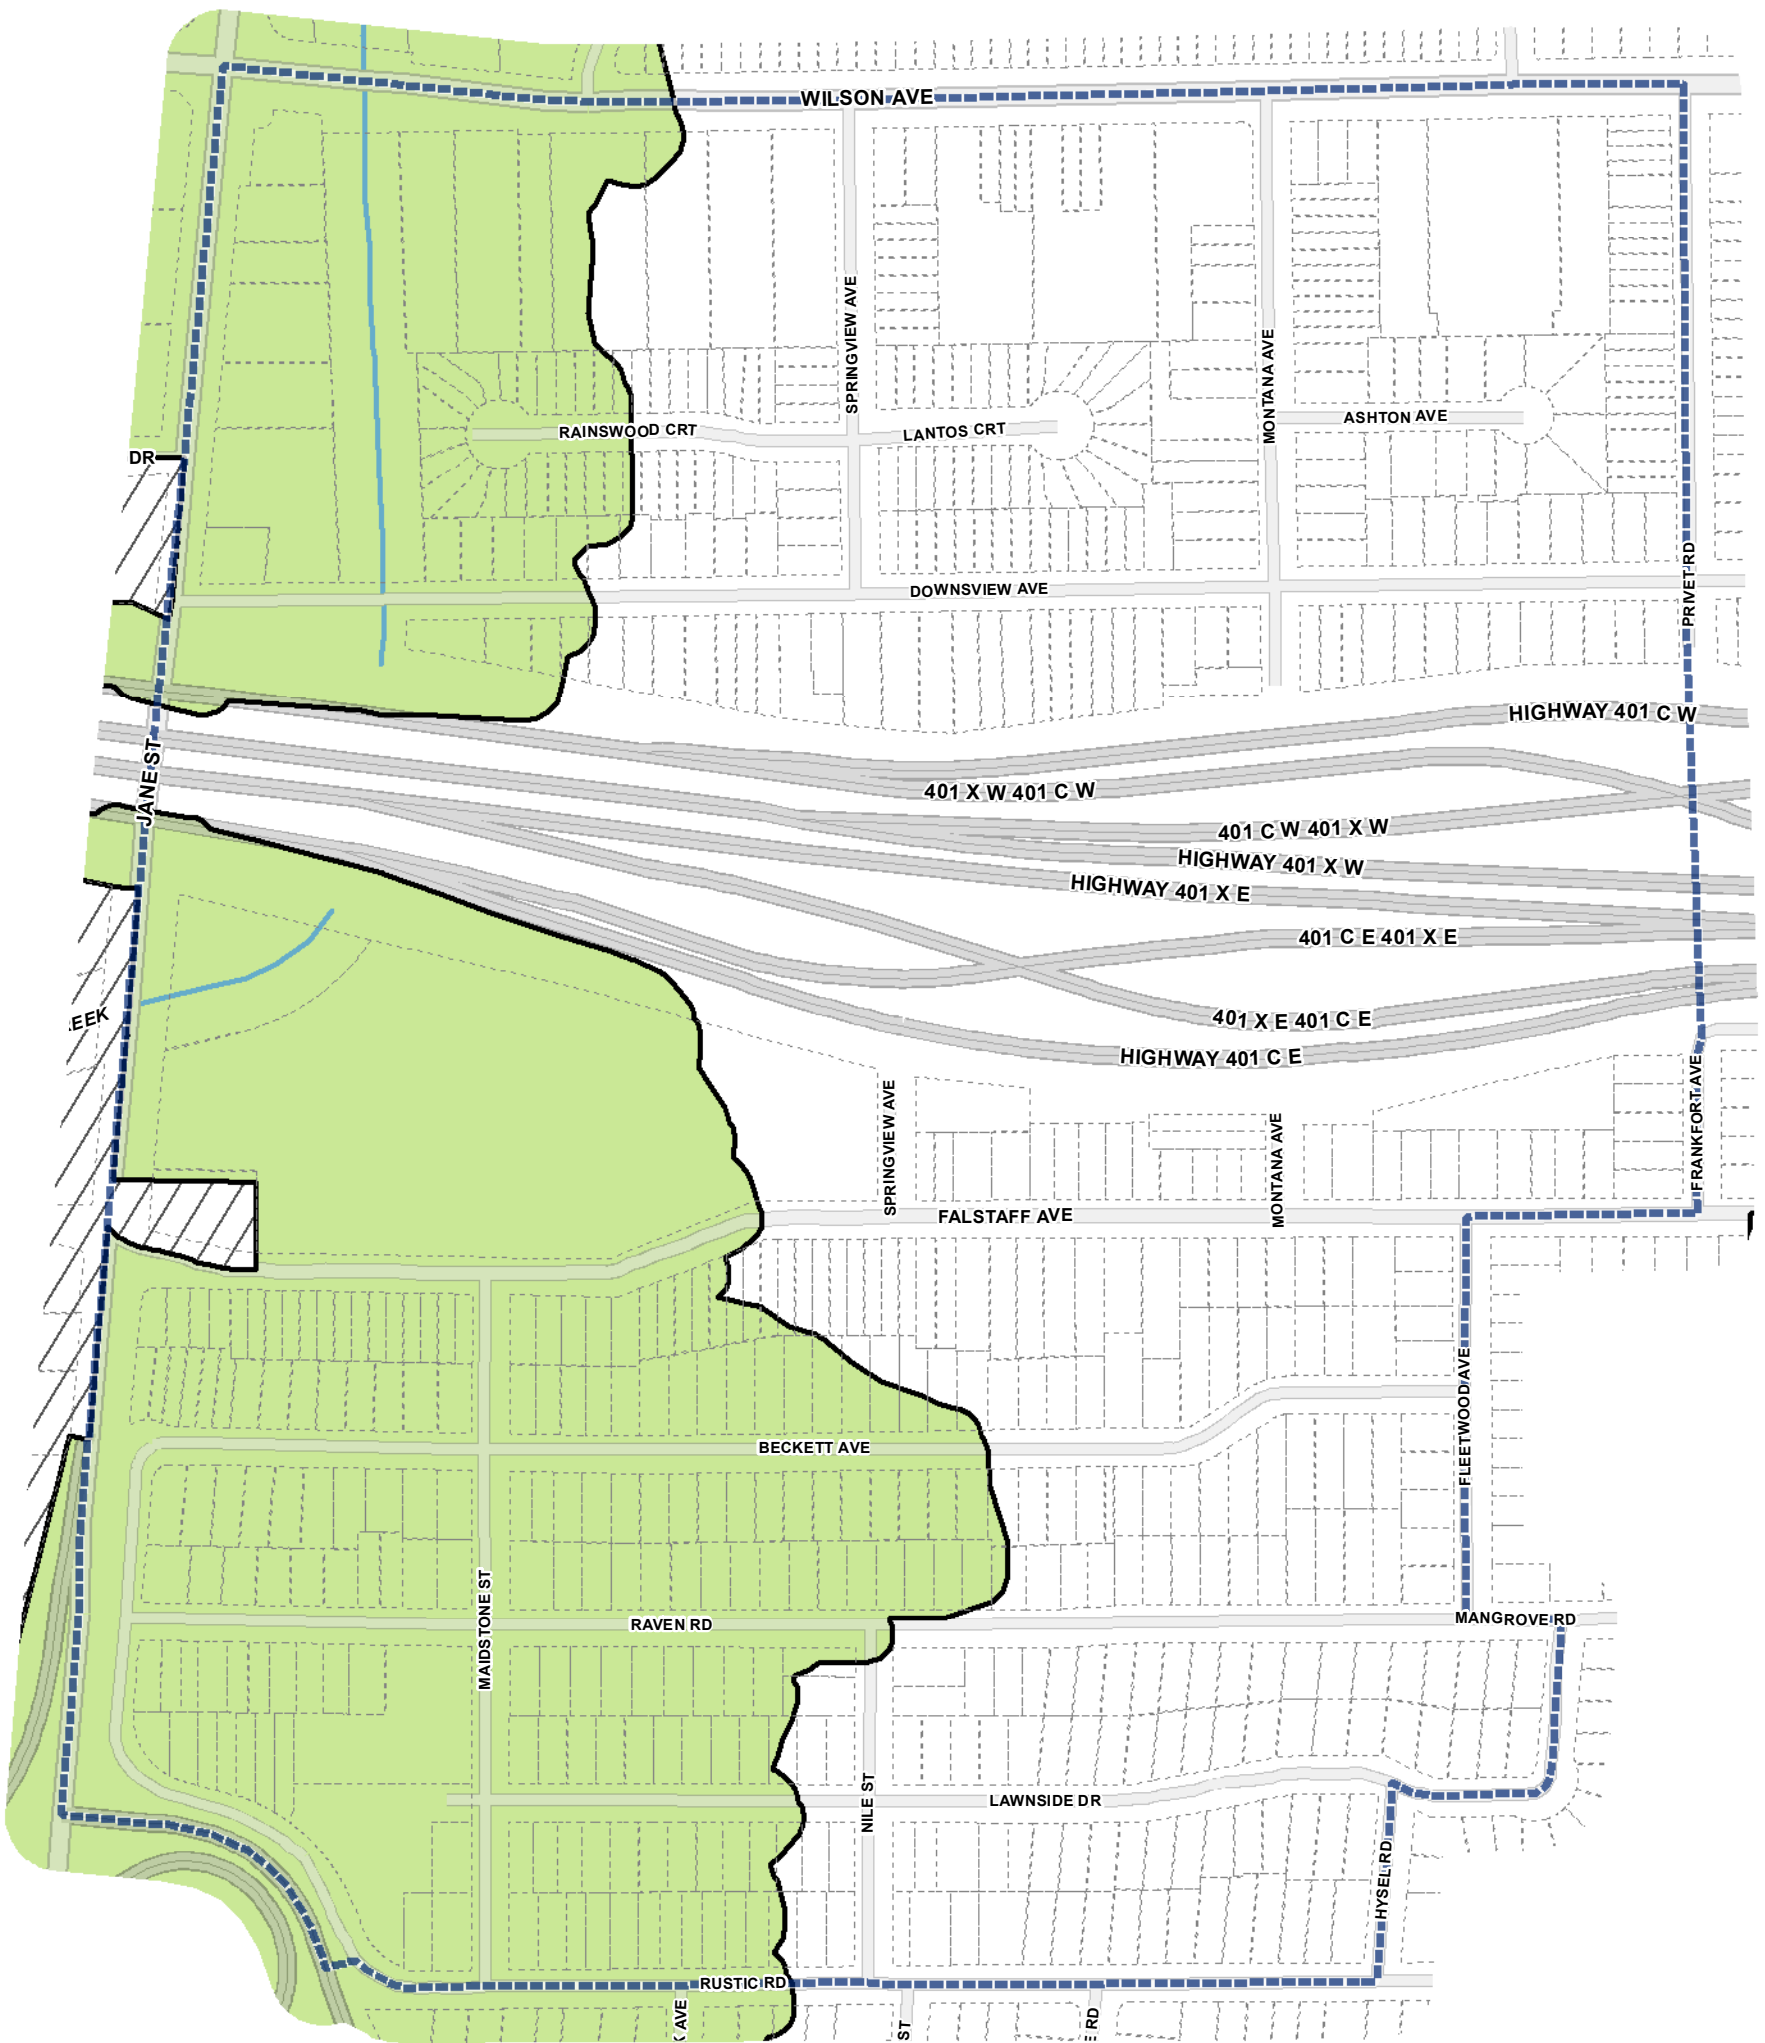 WILSON AVE
SPRINGVIEW AVE
MONTANA AVE
RAINSWOOD CRT
LANTOS CRT
ASHTON AVE
DR
DOWNSVIEW AVE
PRIVET RD
HIGHWAY 401 C W
JANE ST
401 X W 401 C W
401 C W 401 X W
HIGHWAY 401 X W
HIGHWAY 401 X E
401 C E 401 X E
EEK
401 X E 401 C E
HIGHWAY 401 C E
SPRINGVIEW AVE
MONTANA AVE
FRANKFORT AVE
FALSTAFF AVE
FLEETWOOD AVE
BECKETT AVE
MAIDSTONE ST
RAVEN RD
MANGROVE RD
NILE ST
LAWNSIDE DR
HYSEL RD
RUSTIC RD
AVE
ST
RD